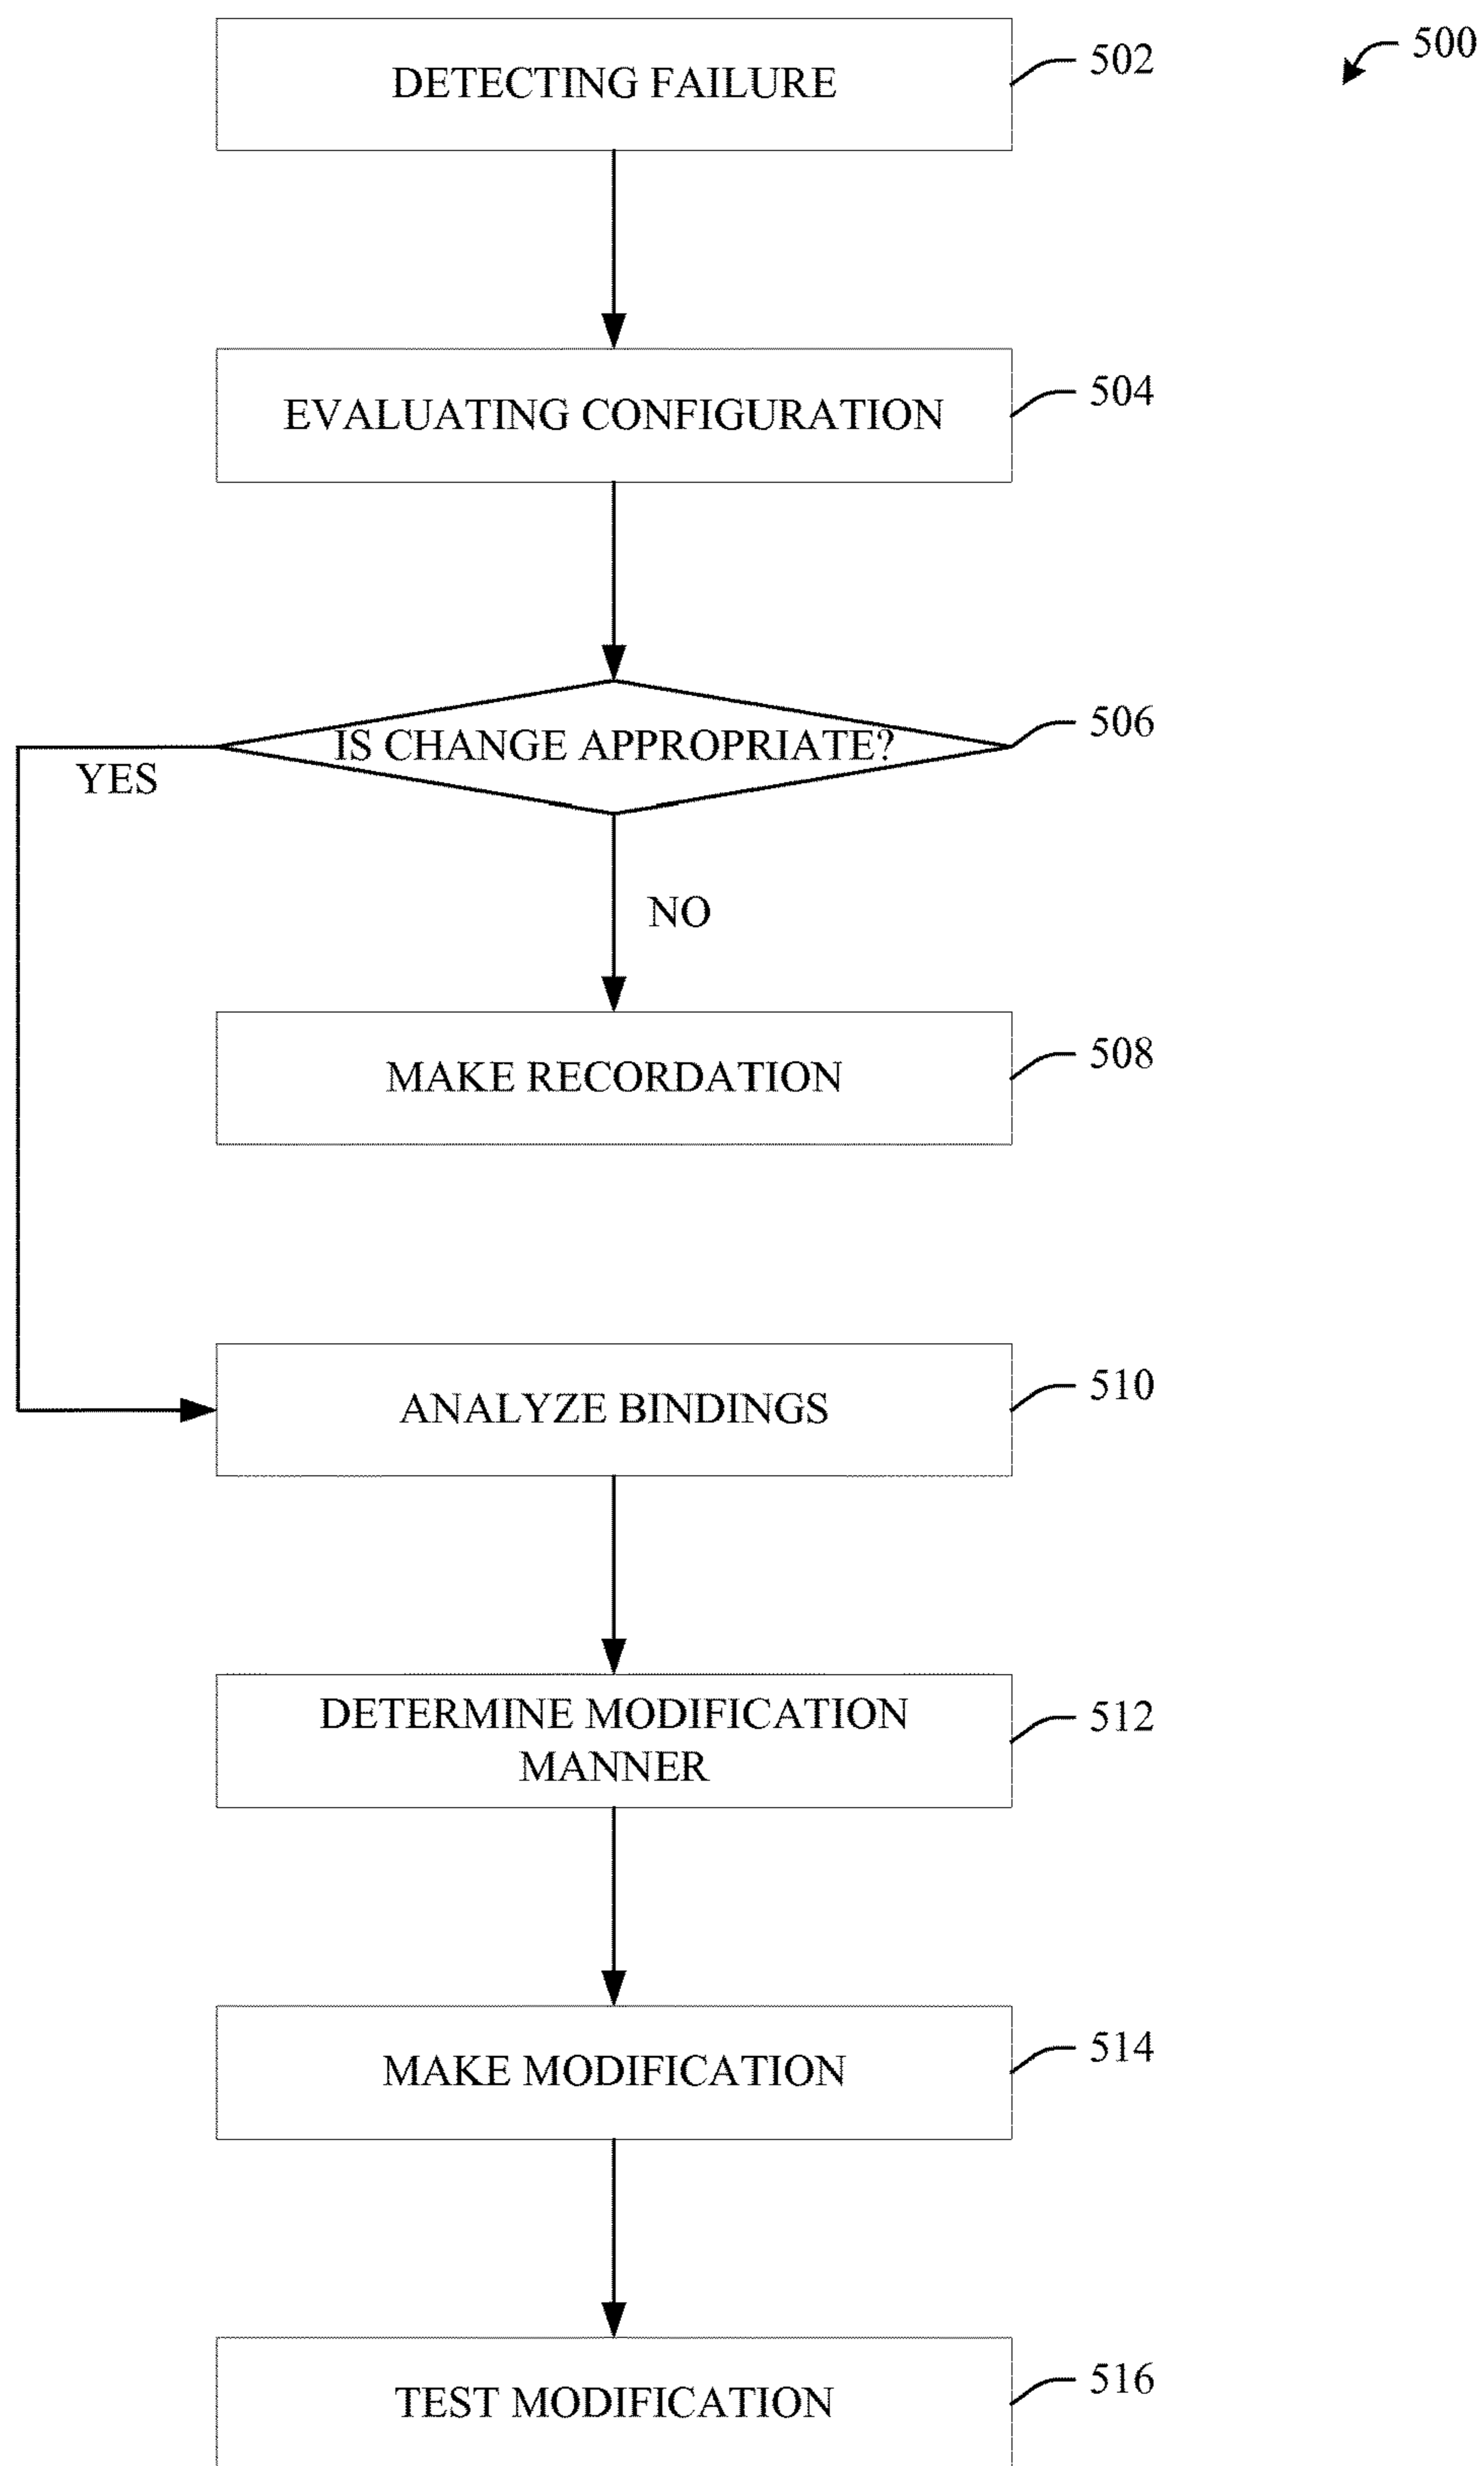 500
DETECTING FAILURE
502
EVALUATING CONFIGURATION
504
IS CHANGE APPROPRIATE?
506
YES
NO
MAKE RECORDATION
508
ANALYZE BINDINGS
510
DETERMINE MODIFICATION
MANNER
512
MAKE MODIFICATION
514
TEST MODIFICATION
516